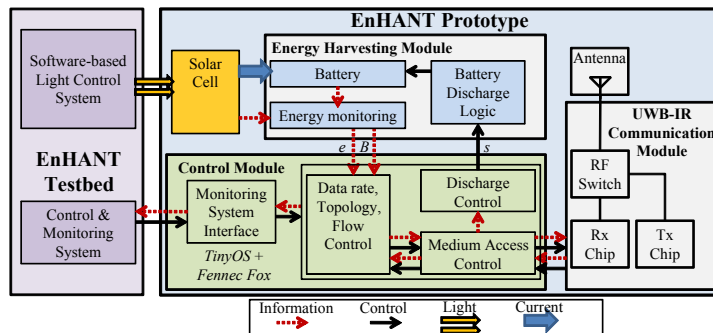 EnHANT Prototype
Software-based
Light Control
System
EnHANT
Testbed
Control &
Monitoring
System
Solar
Cell
Energy Harvesting Module
Battery
Energy monitoring
Battery
Discharge
Logic
e
B
s
Control Module
Monitoring
System
Interface
TinyOS +
Fennec Fox
Data rate,
Topology,
Flow
Control
Discharge
Control
Medium Access
Control
Antenna
UWB-IR
Communication
Module
RF
Switch
Rx
Chip
Tx
Chip
Information
Control
Light
Current